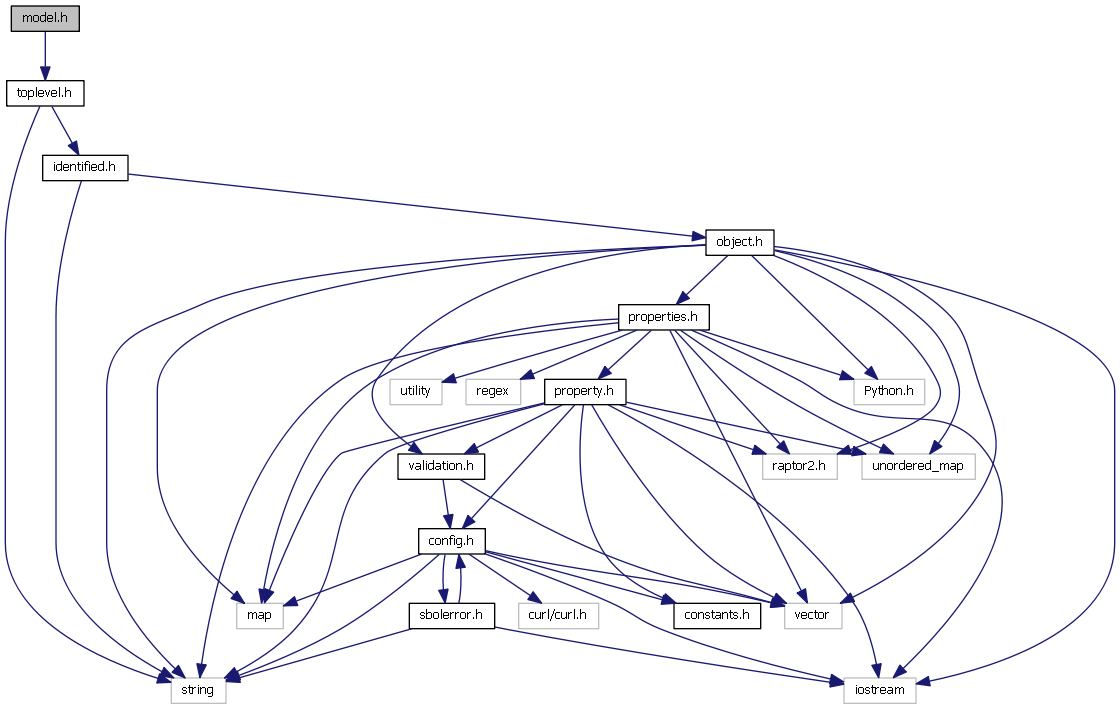 model.h
toplevel.h
identified.h
object.h
properties.h
utility
regex
property.h
Python.h
validation.h
raptor2.h
unordered_map
config.h
map
sbolerror.h
curl/curl.h
constants.h
vector
string
iostream